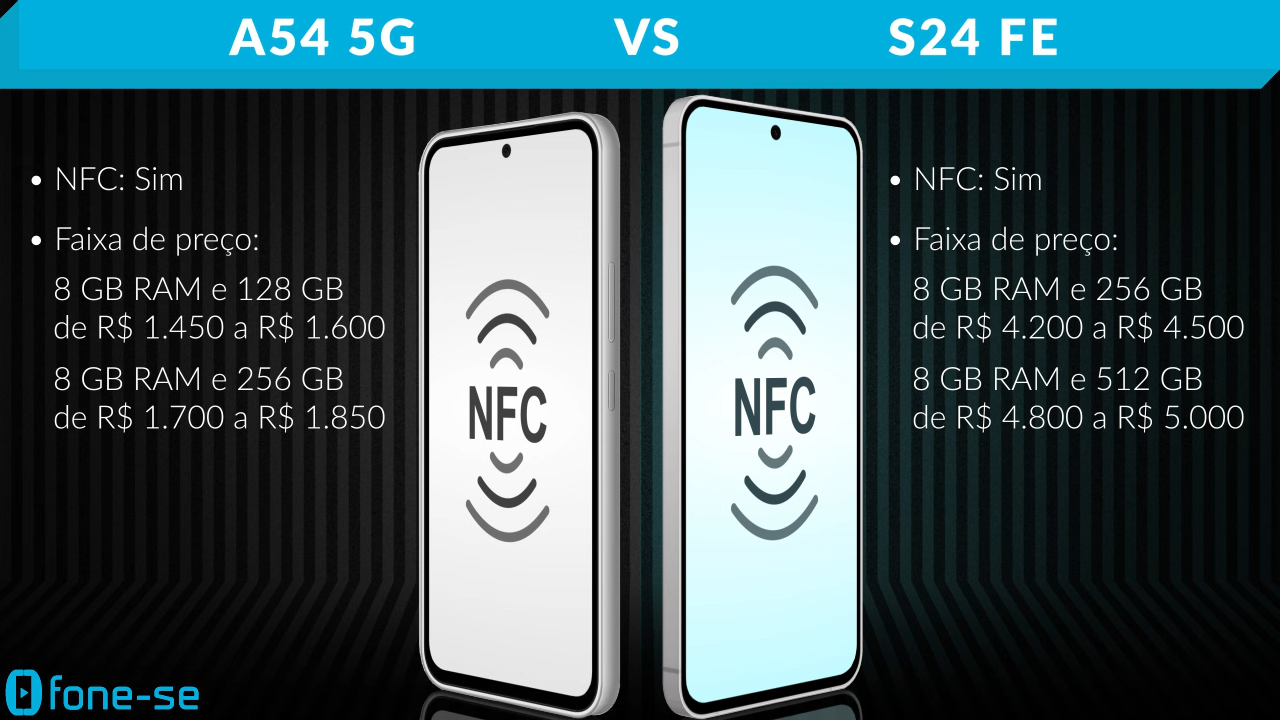 A54 5G VS S24 FE
• NFC: Sim
• Faixa de preço:
8 GB RAM e 128 GB
de R$ 1.450 a R$ 1.600
8 GB RAM e 256 GB
de R$ 1.700 a R$ 1.850
NFC
NFC
• NFC: Sim
• Faixa de preço:
8 GB RAM e 256 GB
de R$ 4.200 a R$ 4.500
8 GB RAM e 512 GB
de R$ 4.800 a R$ 5.000
fone-se